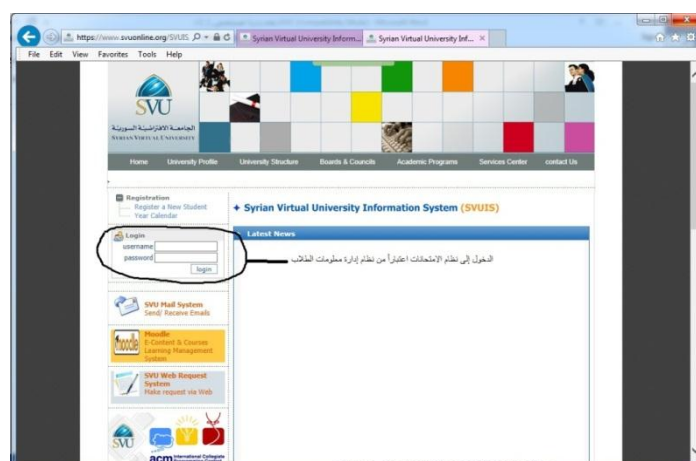 https://www.svuonline.org/SVUIS
Syrian Virtual University Inform...
Syrian Virtual University Inf...
File Edit View Favorites Tools Help
SVU
الجامعة الافتراضية السورية
SYRIAN VIRTUAL UNIVERSITY
Home University Profile University Structure Boards & Councils Academic Programs Services Center contact Us
Registration
Register a New Student
Year Calendar
Syrian Virtual University Information System (SVUIS)
Login
username
password
login
Latest News
الدخول إلى نظام الامتحانات اعتباراً من نظام إدارة معلومات الطلاب
SVU Mail System
Send/ Receive Emails
moodle
Moodle
E-Content & Courses
Learning Management
System
SVU Web Request
System
Make request via Web
SVU
acm International Collegiate